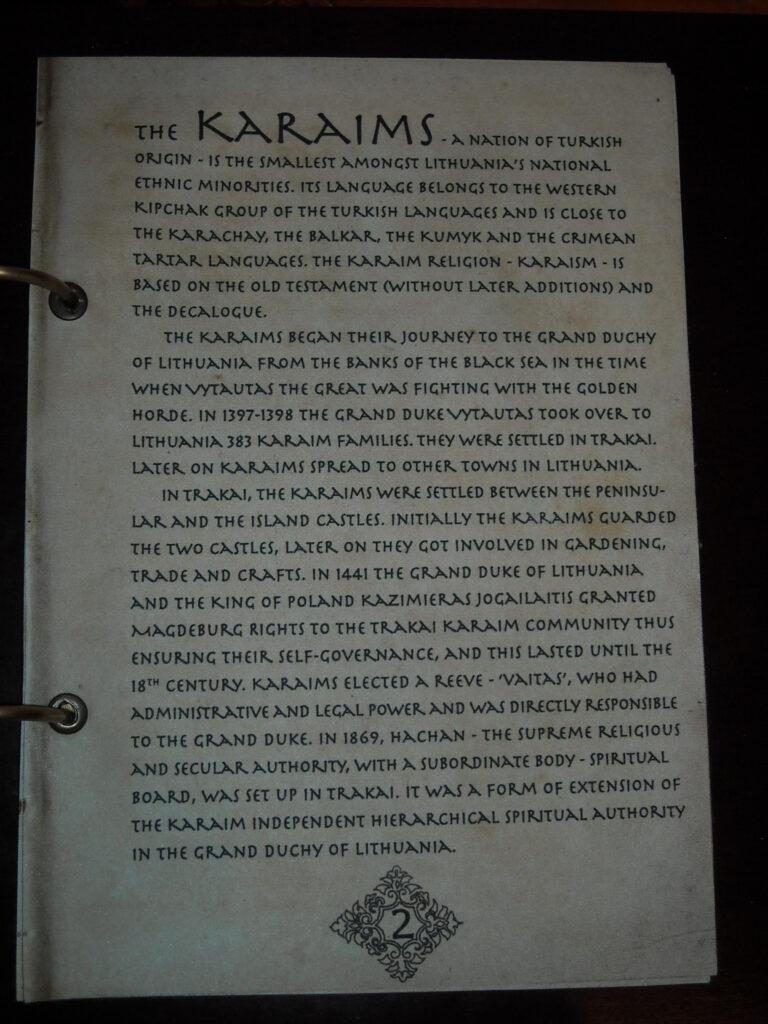 THE KARAIMS - A NATION OF TURKISH
ORIGIN - IS THE SMALLEST AMONGST LITHUANIA'S NATIONAL
ETHNIC MINORITIES. ITS LANGUAGE BELONGS TO THE WESTERN
KIPCHAK GROUP OF THE TURKISH LANGUAGES AND IS CLOSE TO
THE KARACHAY, THE BALKAR, THE KUMYK AND THE CRIMEAN
TARTAR LANGUAGES. THE KARAIM RELIGION - KARAISM - IS
BASED ON THE OLD TESTAMENT (WITHOUT LATER ADDITIONS) AND
THE DECALOGUE.
THE KARAIMS BEGAN THEIR JOURNEY TO THE GRAND DUCHY
OF LITHUANIA FROM THE BANKS OF THE BLACK SEA IN THE TIME
WHEN VYTAUTAS THE GREAT WAS FIGHTING WITH THE GOLDEN
HORDE. IN 1397-1398 THE GRAND DUKE VYTAUTAS TOOK OVER TO
LITHUANIA 383 KARAIM FAMILIES. THEY WERE SETTLED IN TRAKAI.
LATER ON KARAIMS SPREAD TO OTHER TOWNS IN LITHUANIA.
IN TRAKAI, THE KARAIMS WERE SETTLED BETWEEN THE PENINSU-
LAR AND THE ISLAND CASTLES. INITIALLY THE KARAIMS GUARDED
THE TWO CASTLES, LATER ON THEY GOT INVOLVED IN GARDENING,
TRADE AND CRAFTS. IN 1441 THE GRAND DUKE OF LITHUANIA
AND THE KING OF POLAND KAZIMIERAS JOGAILAITIS GRANTED
MAGDEBURG RIGHTS TO THE TRAKAI KARAIM COMMUNITY THUS
ENSURING THEIR SELF-GOVERNANCE, AND THIS LASTED UNTIL THE
18TH CENTURY. KARAIMS ELECTED A REEVE - 'VAITAS', WHO HAD
ADMINISTRATIVE AND LEGAL POWER AND WAS DIRECTLY RESPONSIBLE
TO THE GRAND DUKE. IN 1869, HACHAN - THE SUPREME RELIGIOUS
AND SECULAR AUTHORITY, WITH A SUBORDINATE BODY - SPIRITUAL
BOARD, WAS SET UP IN TRAKAI. IT WAS A FORM OF EXTENSION OF
THE KARAIM INDEPENDENT HIERARCHICAL SPIRITUAL AUTHORITY
IN THE GRAND DUCHY OF LITHUANIA.
2